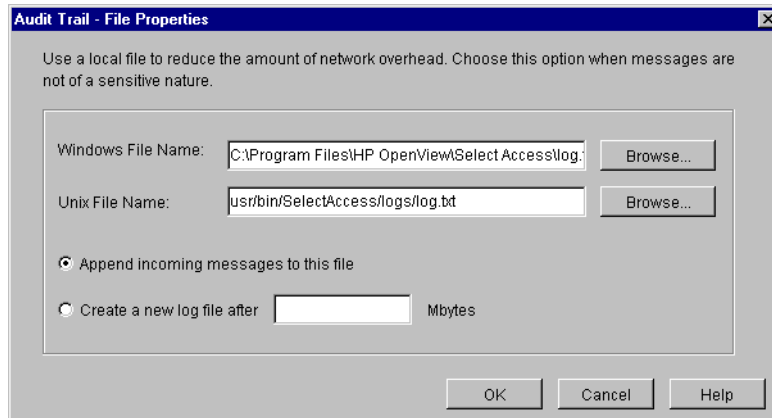 Audit Trail - File Properties
Use a local file to reduce the amount of network overhead. Choose this option when messages are
not of a sensitive nature.
Windows File Name: C:\Program Files\HP OpenView\Select Access\log. Browse...
Unix File Name: usr/bin/SelectAccess/logs/log.txt Browse...
Append incoming messages to this file
Create a new log file after Mbytes
OK Cancel Help